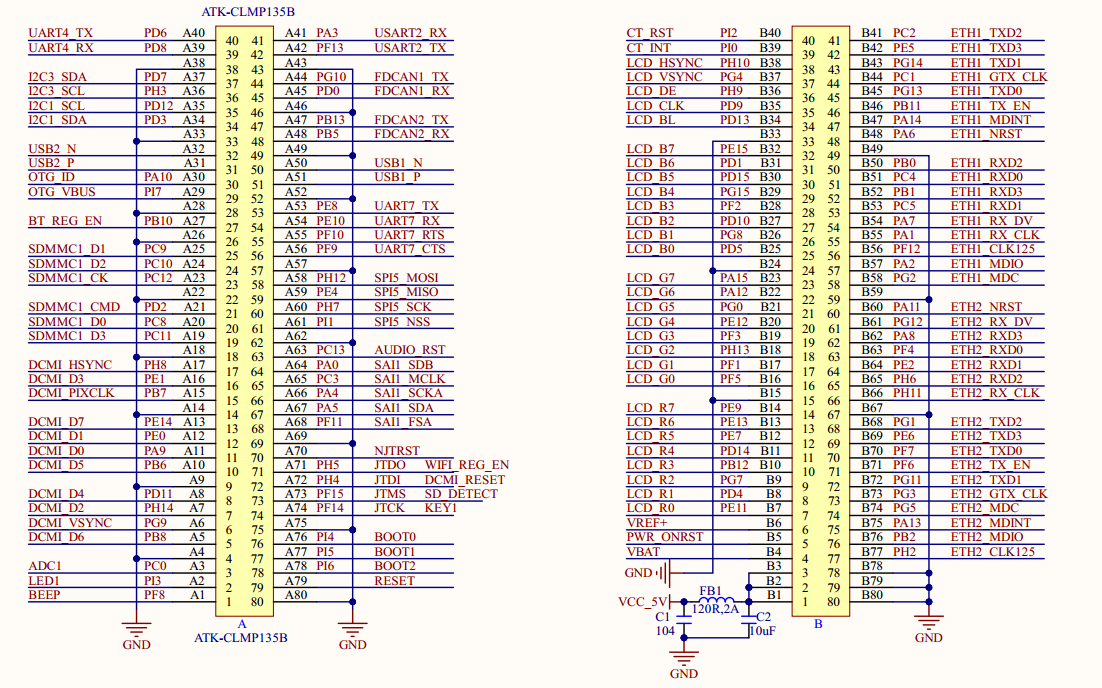 ATK-CLMP135B
UART4_TX PD6 A40 40 41 A41 PA3 USART2_RX
UART4_RX PD8 A39 39 42 A42 PF13 USART2_TX
A38 38 43 A43
I2C3_SDA PD7 A37 37 44 A44 PG10 FDCAN1_TX
I2C3_SCL PH3 A36 36 45 A45 PD0 FDCAN1_RX
I2C1_SCL PD12 A35 35 46 A46
I2C1_SDA PD3 A34 34 47 A47 PB13 FDCAN2_TX
A33 33 48 A48 PB5 FDCAN2_RX
USB2_N A32 32 49 A49
USB2_P A31 31 50 A50 USB1_N
OTG_ID PA10 A30 30 51 A51 USB1_P
OTG_VBUS PI7 A29 29 52 A52
A28 28 53 A53 PE8 UART7_TX
BT_REG_EN PB10 A27 27 54 A54 PE10 UART7_RX
A26 26 55 A55 PF10 UART7_RTS
SDMMC1_D1 PC9 A25 25 56 A56 PF9 UART7_CTS
SDMMC1_D2 PC10 A24 24 57 A57
SDMMC1_CK PC12 A23 23 58 A58 PH12 SPI5_MOSI
A22 22 59 A59 PE4 SPI5_MISO
SDMMC1_CMD PD2 A21 21 60 A60 PH7 SPI5_SCK
SDMMC1_D0 PC8 A20 20 61 A61 PI1 SPI5_NSS
SDMMC1_D3 PC11 A19 19 62 A62
A18 18 63 A63 PC13 AUDIO_RST
DCMI_HSYNC PH8 A17 17 64 A64 PA0 SAI1_SDB
DCMI_D3 PE1 A16 16 65 A65 PC3 SAI1_MCLK
DCMI_PIXCLK PB7 A15 15 66 A66 PA4 SAI1_SCKA
A14 14 67 A67 PA5 SAI1_SDA
DCMI_D7 PE14 A13 13 68 A68 PF11 SAI1_FSA
DCMI_D1 PE0 A12 12 69 A69
DCMI_D0 PA9 A11 11 70 A70 NJTRST
DCMI_D5 PB6 A10 10 71 A71 PH5 JTDO WIFI_REG_EN
A9 9 72 A72 PH4 JTDI DCMI_RESET
DCMI_D4 PD11 A8 8 73 A73 PF15 JTMS SD_DETECT
DCMI_D2 PH14 A7 7 74 A74 PF14 JTCK KEY1
DCMI_VSYNC PG9 A6 6 75 A75
DCMI_D6 PB8 A5 5 76 A76 PI4 BOOT0
A4 4 77 A77 PI5 BOOT1
ADC1 PC0 A3 3 78 A78 PI6 BOOT2
LED1 PI3 A2 2 79 A79 RESET
BEEP PF8 A1 1 80 A80
A
ATK-CLMP135B
GND GND
CT_RST PI2 B40 40 41 B41 PC2 ETH1_TXD2
CT_INT PI0 B39 39 42 B42 PE5 ETH1_TXD3
LCD_HSYNC PH10 B38 38 43 B43 PG14 ETH1_TXD1
LCD_VSYNC PG4 B37 37 44 B44 PC1 ETH1_GTX_CLK
LCD_DE PH9 B36 36 45 B45 PG13 ETH1_TXD0
LCD_CLK PD9 B35 35 46 B46 PB11 ETH1_TX_EN
LCD_BL PD13 B34 34 47 B47 PA14 ETH1_MDINT
B33 33 48 B48 PA6 ETH1_NRST
LCD_B7 PE15 B32 32 49 B49
LCD_B6 PD1 B31 31 50 B50 PB0 ETH1_RXD2
LCD_B5 PD15 B30 30 51 B51 PC4 ETH1_RXD0
LCD_B4 PG15 B29 29 52 B52 PB1 ETH1_RXD3
LCD_B3 PF2 B28 28 53 B53 PC5 ETH1_RXD1
LCD_B2 PD10 B27 27 54 B54 PA7 ETH1_RX_DV
LCD_B1 PG8 B26 26 55 B55 PA1 ETH1_RX_CLK
LCD_B0 PD5 B25 25 56 B56 PF12 ETH1_CLK125
B24 24 57 B57 PA2 ETH1_MDIO
LCD_G7 PA15 B23 23 58 B58 PG2 ETH1_MDC
LCD_G6 PA12 B22 22 59 B59
LCD_G5 PG0 B21 21 60 B60 PA11 ETH2_NRST
LCD_G4 PE12 B20 20 61 B61 PG12 ETH2_RX_DV
LCD_G3 PF3 B19 19 62 B62 PA8 ETH2_RXD3
LCD_G2 PH13 B18 18 63 B63 PF4 ETH2_RXD0
LCD_G1 PF1 B17 17 64 B64 PE2 ETH2_RXD1
LCD_G0 PF5 B16 16 65 B65 PH6 ETH2_RXD2
B15 15 66 B66 PH11 ETH2_RX_CLK
LCD_R7 PE9 B14 14 67 B67
LCD_R6 PE13 B13 13 68 B68 PG1 ETH2_TXD2
LCD_R5 PE7 B12 12 69 B69 PE6 ETH2_TXD3
LCD_R4 PD14 B11 11 70 B70 PF7 ETH2_TXD0
LCD_R3 PB12 B10 10 71 B71 PF6 ETH2_TX_EN
LCD_R2 PG7 B9 9 72 B72 PG11 ETH2_TXD1
LCD_R1 PD4 B8 8 73 B73 PG3 ETH2_GTX_CLK
LCD_R0 PE11 B7 7 74 B74 PG5 ETH2_MDC
VREF+ B6 6 75 B75 PA13 ETH2_MDINT
PWR_ONRST B5 5 76 B76 PB2 ETH2_MDIO
VBAT B4 4 77 B77 PH2 ETH2_CLK125
GND B3 3 78 B78
FB1 B2 2 79 B79
VCC_5V 120R,2A B1 1 80 B80
C1 C2 B
104 10uF GND
GND